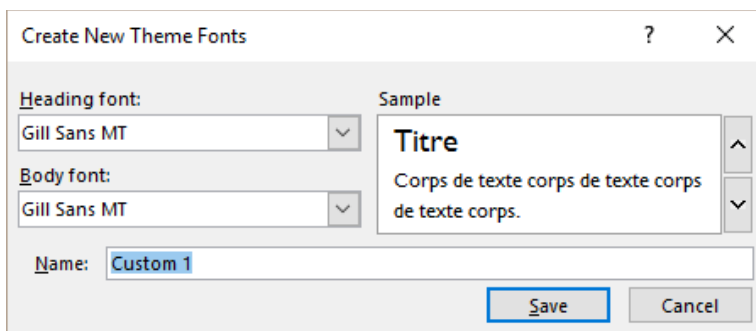 Create New Theme Fonts
?
Heading font:
Gill Sans MT
Body font:
Gill Sans MT
Sample
Titre
Corps de texte corps de texte corps
de texte corps.
Name: Custom 1
Save Cancel